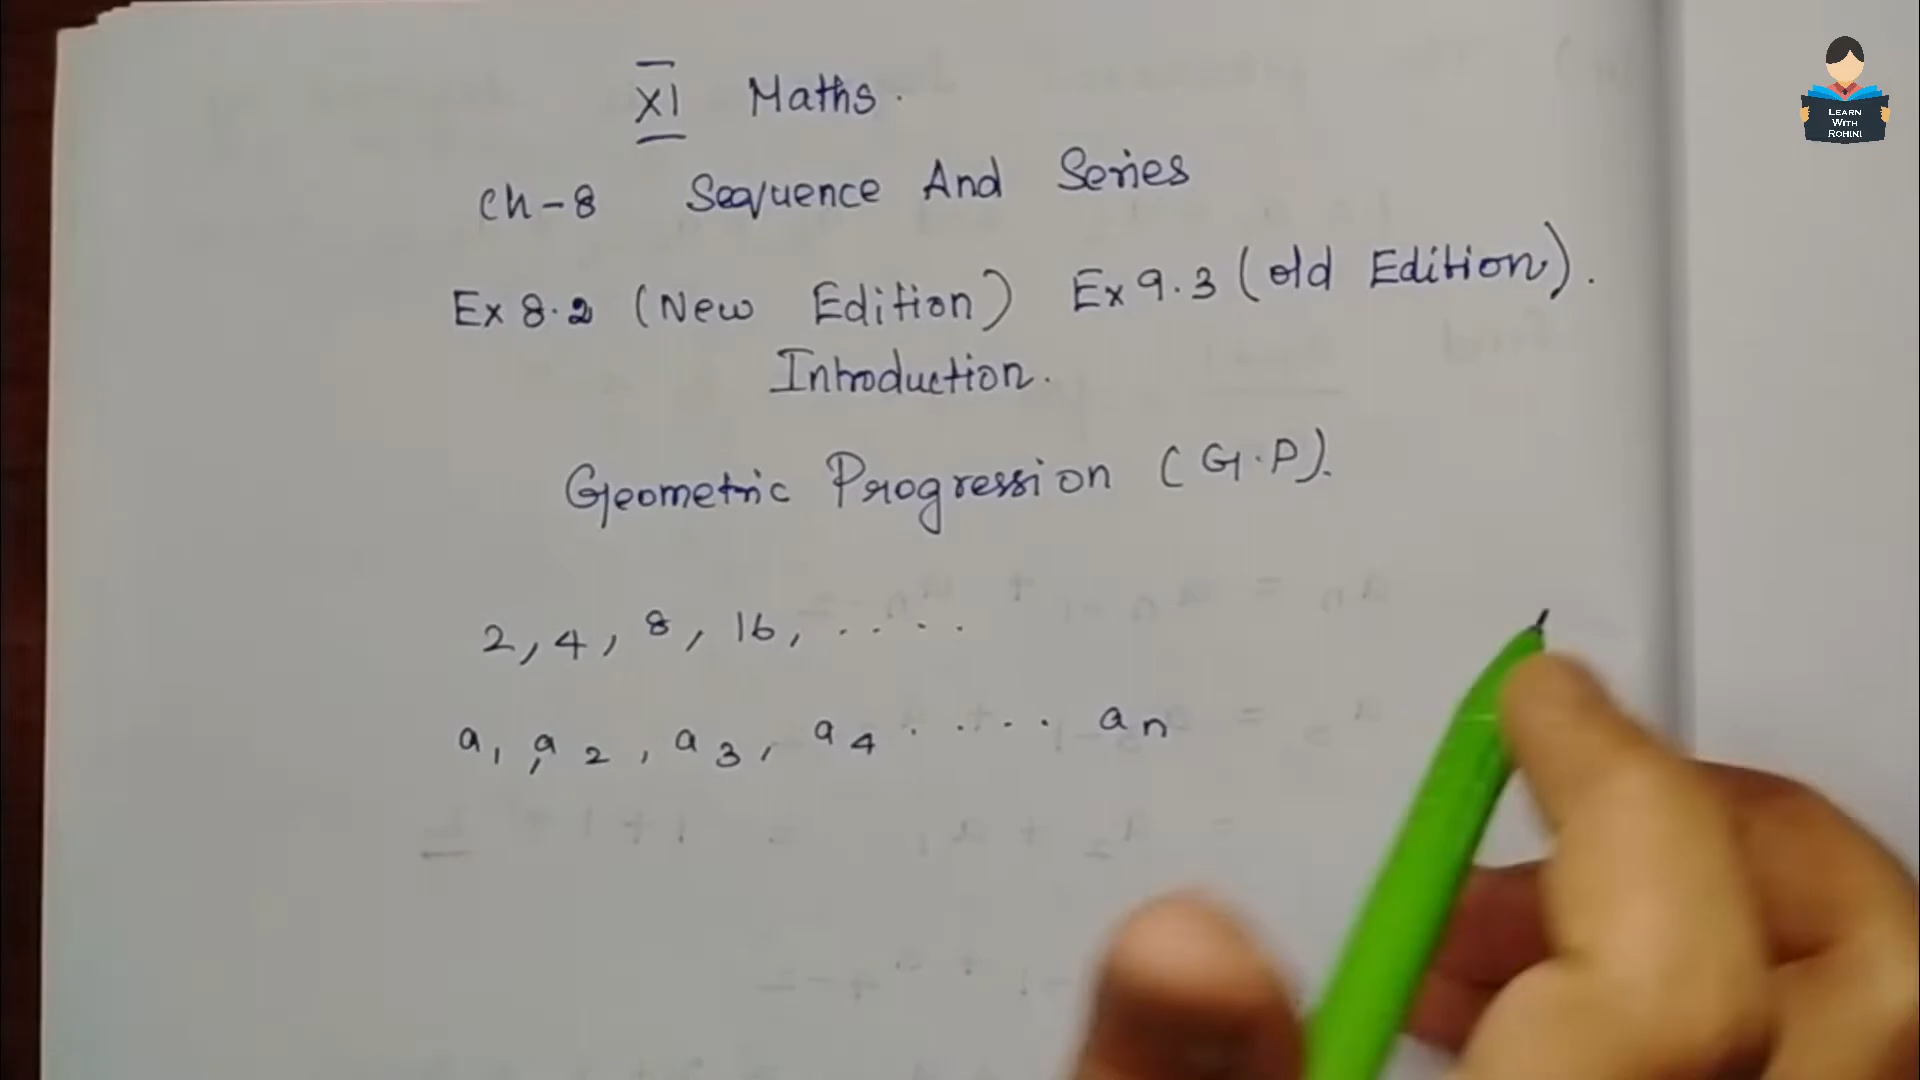 XI Maths.
Ch-8 Sequence And Series
Ex 8.2 (New Edition) Ex 9.3 (old Edition).
Introduction.
Geometric Progression (G.P).
2, 4, 8, 16, ....
a1, a2, a3, a4 ..... an
LEARN
WITH
ROHINI